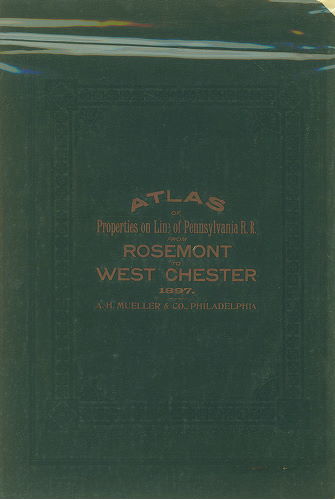 ATLAS
OF
Properties on Line of Pennsylvania R. R.
FROM
ROSEMONT
TO
WEST CHESTER
1897.
A. H. MUELLER & CO., PHILADELPHIA